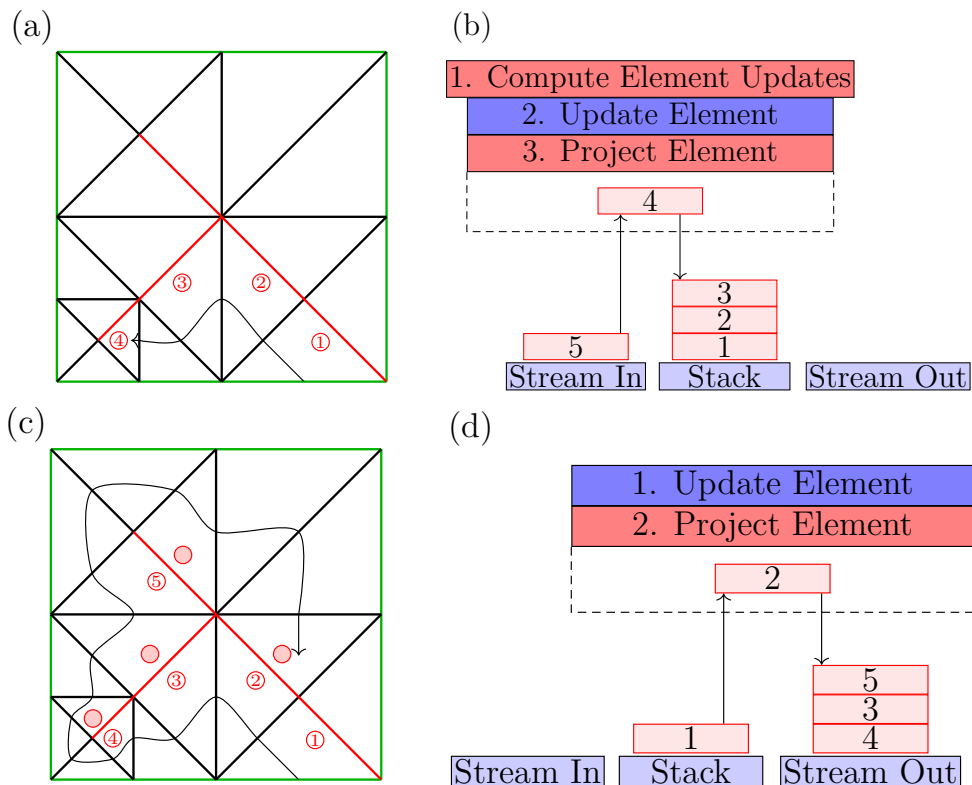 (a)
③
②
④
①
(b)
1. Compute Element Updates
2. Update Element
3. Project Element
4
3
2
5
1
Stream In
Stack
Stream Out
(c)
⑤
③
②
④
①
(d)
1. Update Element
2. Project Element
2
5
3
1
4
Stream In
Stack
Stream Out